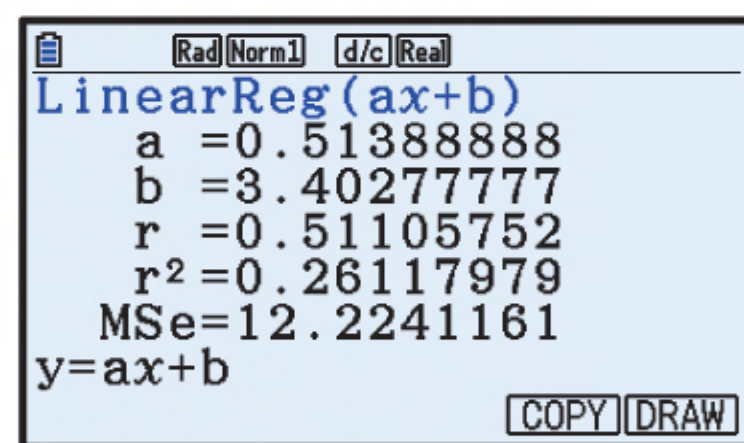 Rad Norm1 d/c Real
LinearReg(ax+b)
a =0.51388888
b =3.40277777
r =0.51105752
r²=0.26117979
MSe=12.2241161
y=ax+b
COPY DRAW